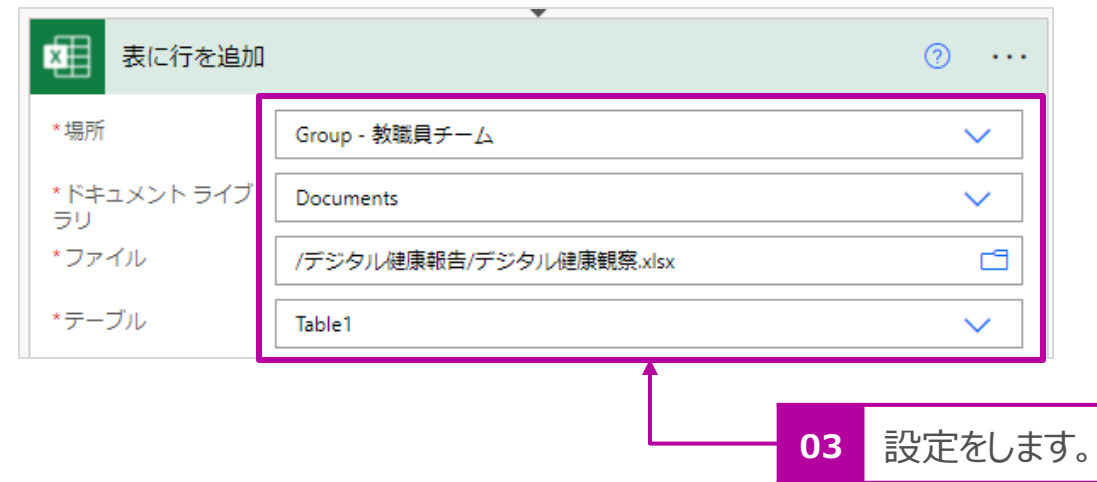 表に行を追加
*場所
Group - 教職員チーム
*ドキュメント ライブ
ラリ
Documents
*ファイル
/デジタル健康報告/デジタル健康観察.xlsx
*テーブル
Table1
03 設定をします。